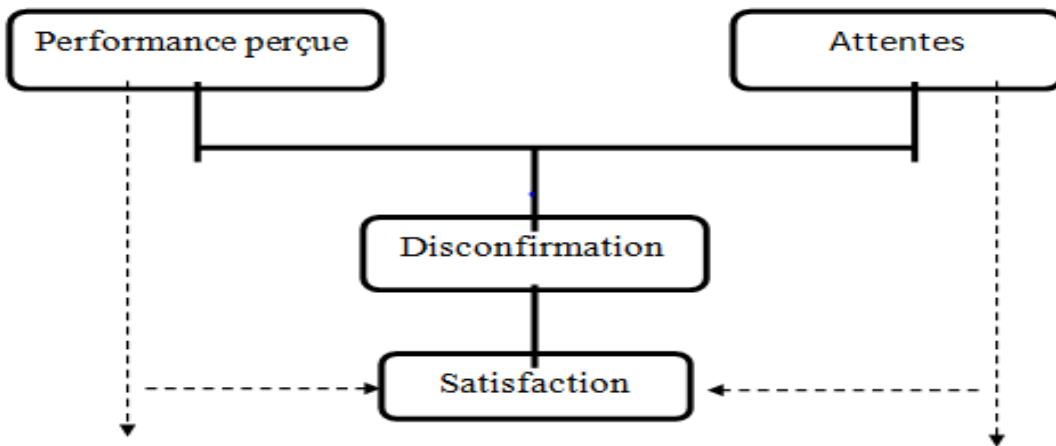 Performance perçue
Attentes
Disconfirmation
Satisfaction